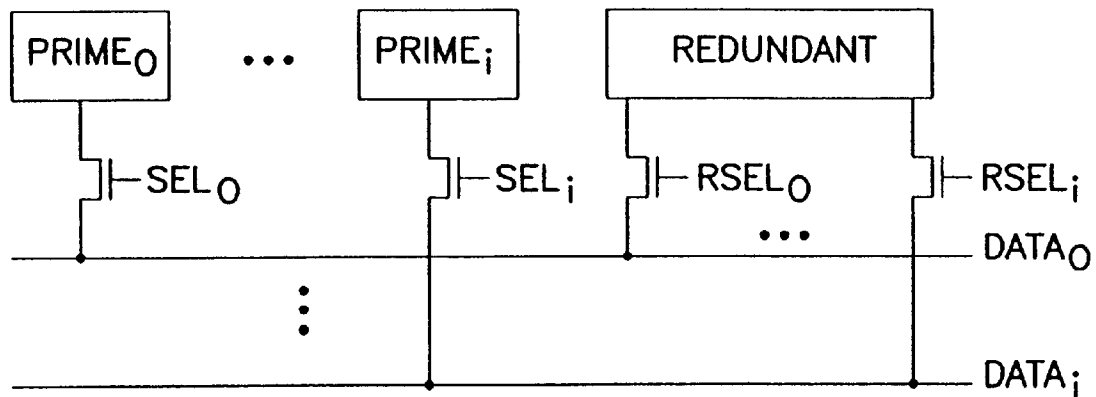 PRIME0 ... PRIMEi REDUNDANT
SEL0 SELi RSEL0 RSELi
... DATA0
DATAi